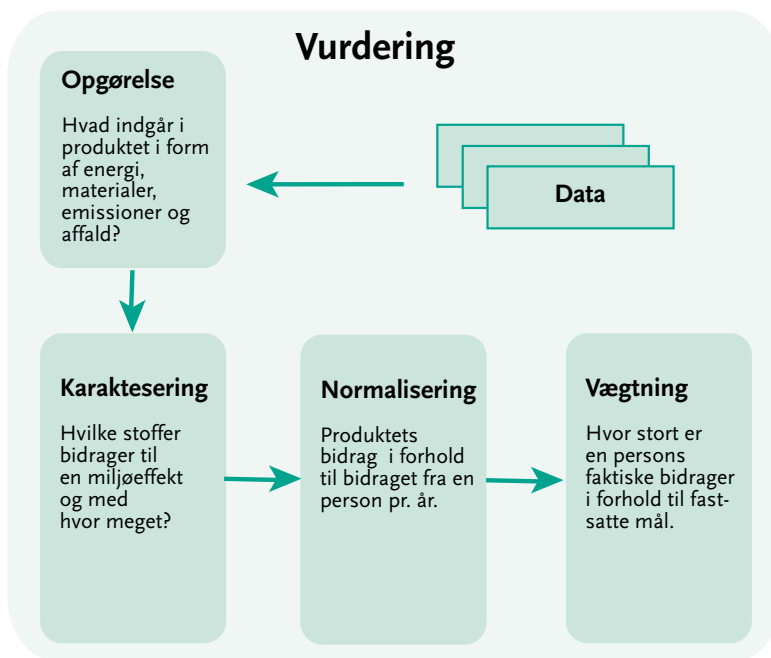 Vurdering
Opgørelse
Hvad indgår i
produktet i form
af energi,
materialer,
emissioner og
affald?
Data
Karaktesering
Hvilke stoffer
bidrager til
en miljøeffekt
og med
hvor meget?
Normalisering
Produktets
bidrag i forhold
til bidraget fra en
person pr. år.
Vægtning
Hvor stort er
en persons
faktiske bidrager
i forhold til fast-
satte mål.